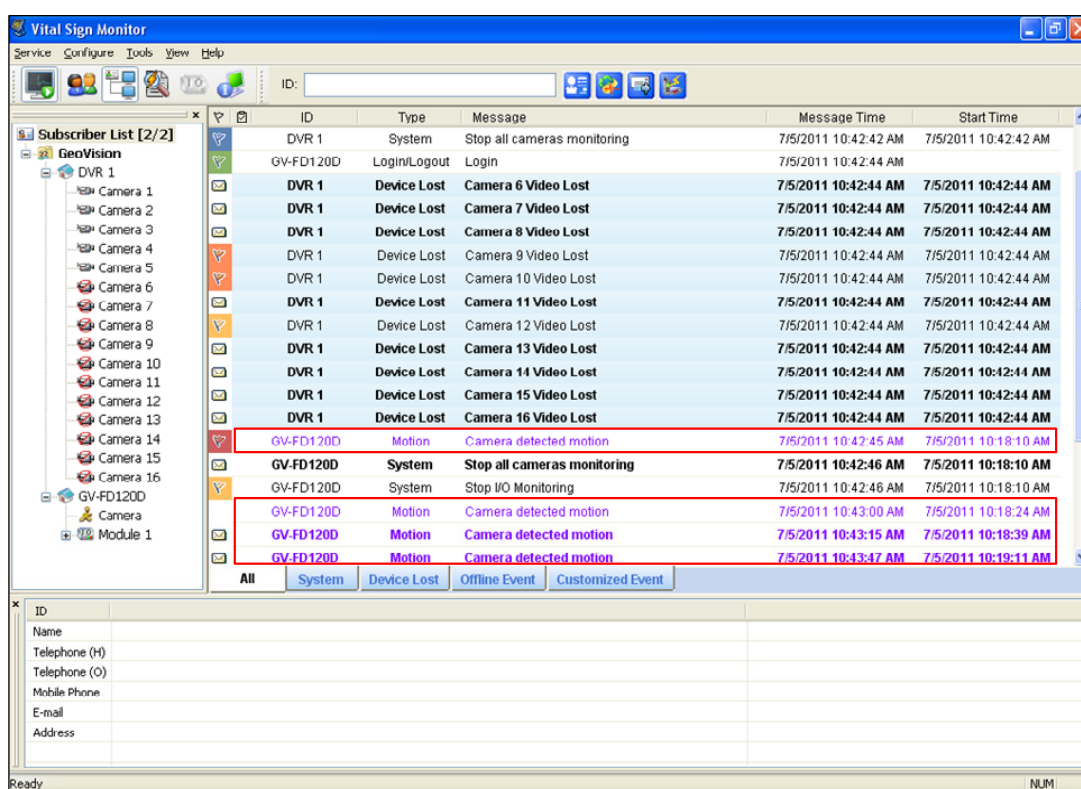 Vital Sign Monitor
Service Configure Tools View Help
ID:
Subscriber List [2/2]
GeoVision
DVR 1
Camera 1
Camera 2
Camera 3
Camera 4
Camera 5
Camera 6
Camera 7
Camera 8
Camera 9
Camera 10
Camera 11
Camera 12
Camera 13
Camera 14
Camera 15
Camera 16
GV-FD120D
Camera
Module 1
ID Type Message Message Time Start Time
DVR 1 System Stop all cameras monitoring 7/5/2011 10:42:42 AM 7/5/2011 10:42:42 AM
GV-FD120D Login/Logout Login 7/5/2011 10:42:44 AM
DVR 1 Device Lost Camera 6 Video Lost 7/5/2011 10:42:44 AM 7/5/2011 10:42:44 AM
DVR 1 Device Lost Camera 7 Video Lost 7/5/2011 10:42:44 AM 7/5/2011 10:42:44 AM
DVR 1 Device Lost Camera 8 Video Lost 7/5/2011 10:42:44 AM 7/5/2011 10:42:44 AM
DVR 1 Device Lost Camera 9 Video Lost 7/5/2011 10:42:44 AM 7/5/2011 10:42:44 AM
DVR 1 Device Lost Camera 10 Video Lost 7/5/2011 10:42:44 AM 7/5/2011 10:42:44 AM
DVR 1 Device Lost Camera 11 Video Lost 7/5/2011 10:42:44 AM 7/5/2011 10:42:44 AM
DVR 1 Device Lost Camera 12 Video Lost 7/5/2011 10:42:44 AM 7/5/2011 10:42:44 AM
DVR 1 Device Lost Camera 13 Video Lost 7/5/2011 10:42:44 AM 7/5/2011 10:42:44 AM
DVR 1 Device Lost Camera 14 Video Lost 7/5/2011 10:42:44 AM 7/5/2011 10:42:44 AM
DVR 1 Device Lost Camera 15 Video Lost 7/5/2011 10:42:44 AM 7/5/2011 10:42:44 AM
DVR 1 Device Lost Camera 16 Video Lost 7/5/2011 10:42:44 AM 7/5/2011 10:42:44 AM
GV-FD120D Motion Camera detected motion 7/5/2011 10:42:45 AM 7/5/2011 10:18:10 AM
GV-FD120D System Stop all cameras monitoring 7/5/2011 10:42:46 AM 7/5/2011 10:18:10 AM
GV-FD120D System Stop I/O Monitoring 7/5/2011 10:42:46 AM 7/5/2011 10:18:10 AM
GV-FD120D Motion Camera detected motion 7/5/2011 10:43:00 AM 7/5/2011 10:18:24 AM
GV-FD120D Motion Camera detected motion 7/5/2011 10:43:15 AM 7/5/2011 10:18:39 AM
GV-FD120D Motion Camera detected motion 7/5/2011 10:43:47 AM 7/5/2011 10:19:11 AM
All System Device Lost Offline Event Customized Event
ID
Name
Telephone (H)
Telephone (O)
Mobile Phone
E-mail
Address
Ready NUM